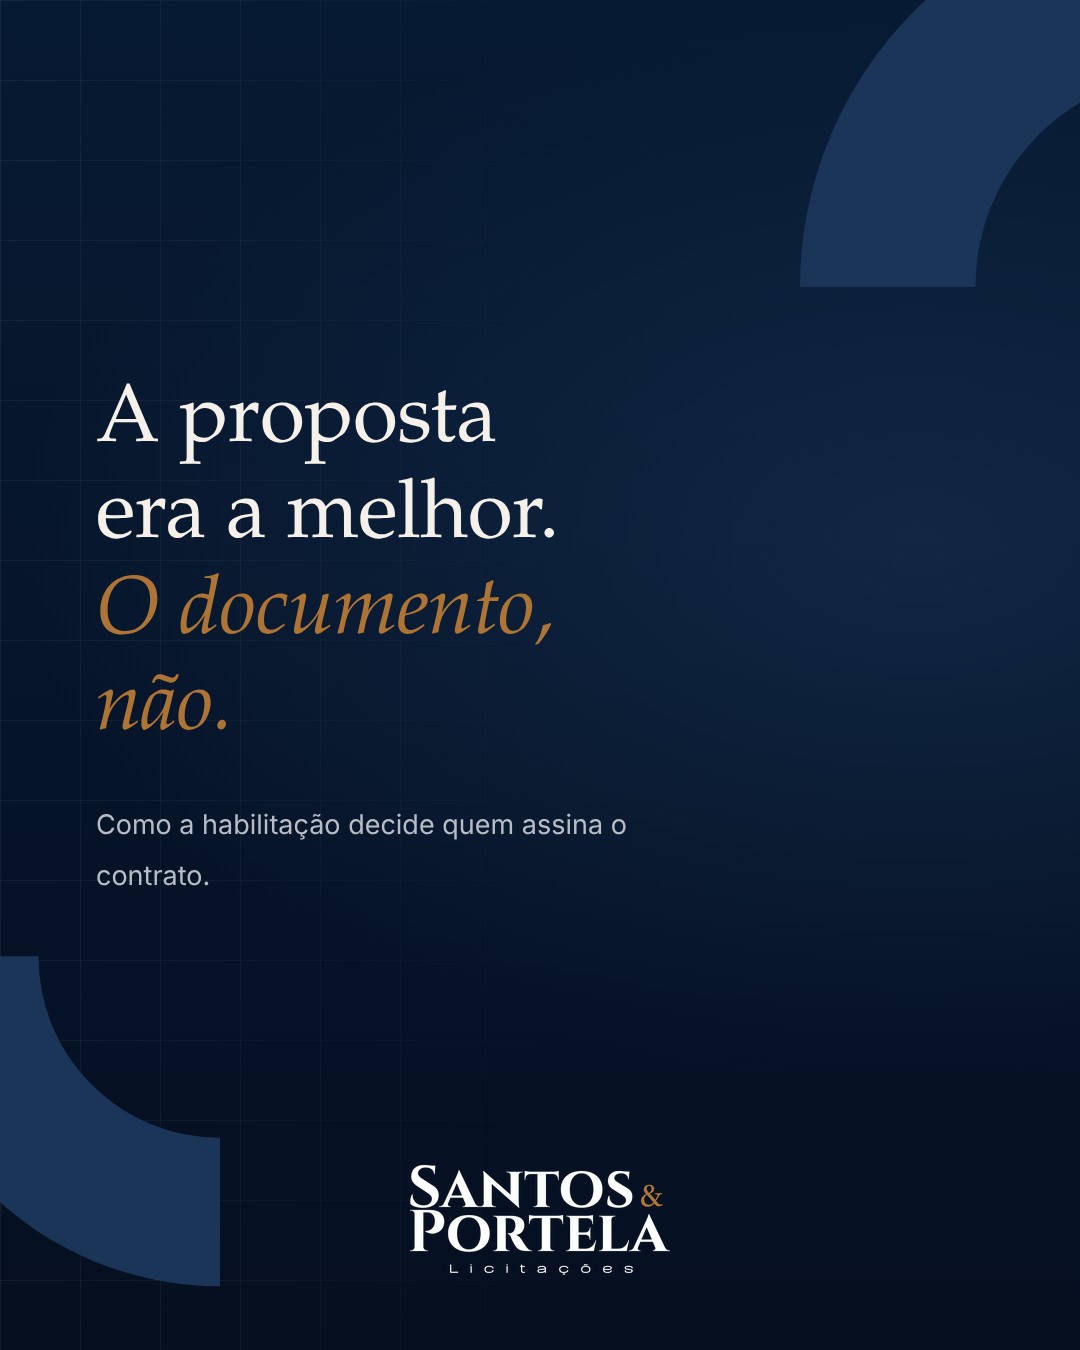 A proposta
era a melhor.
O documento,
não.
Como a habilitação decide quem assina o
contrato.
SANTOS &
PORTELA
Licitações